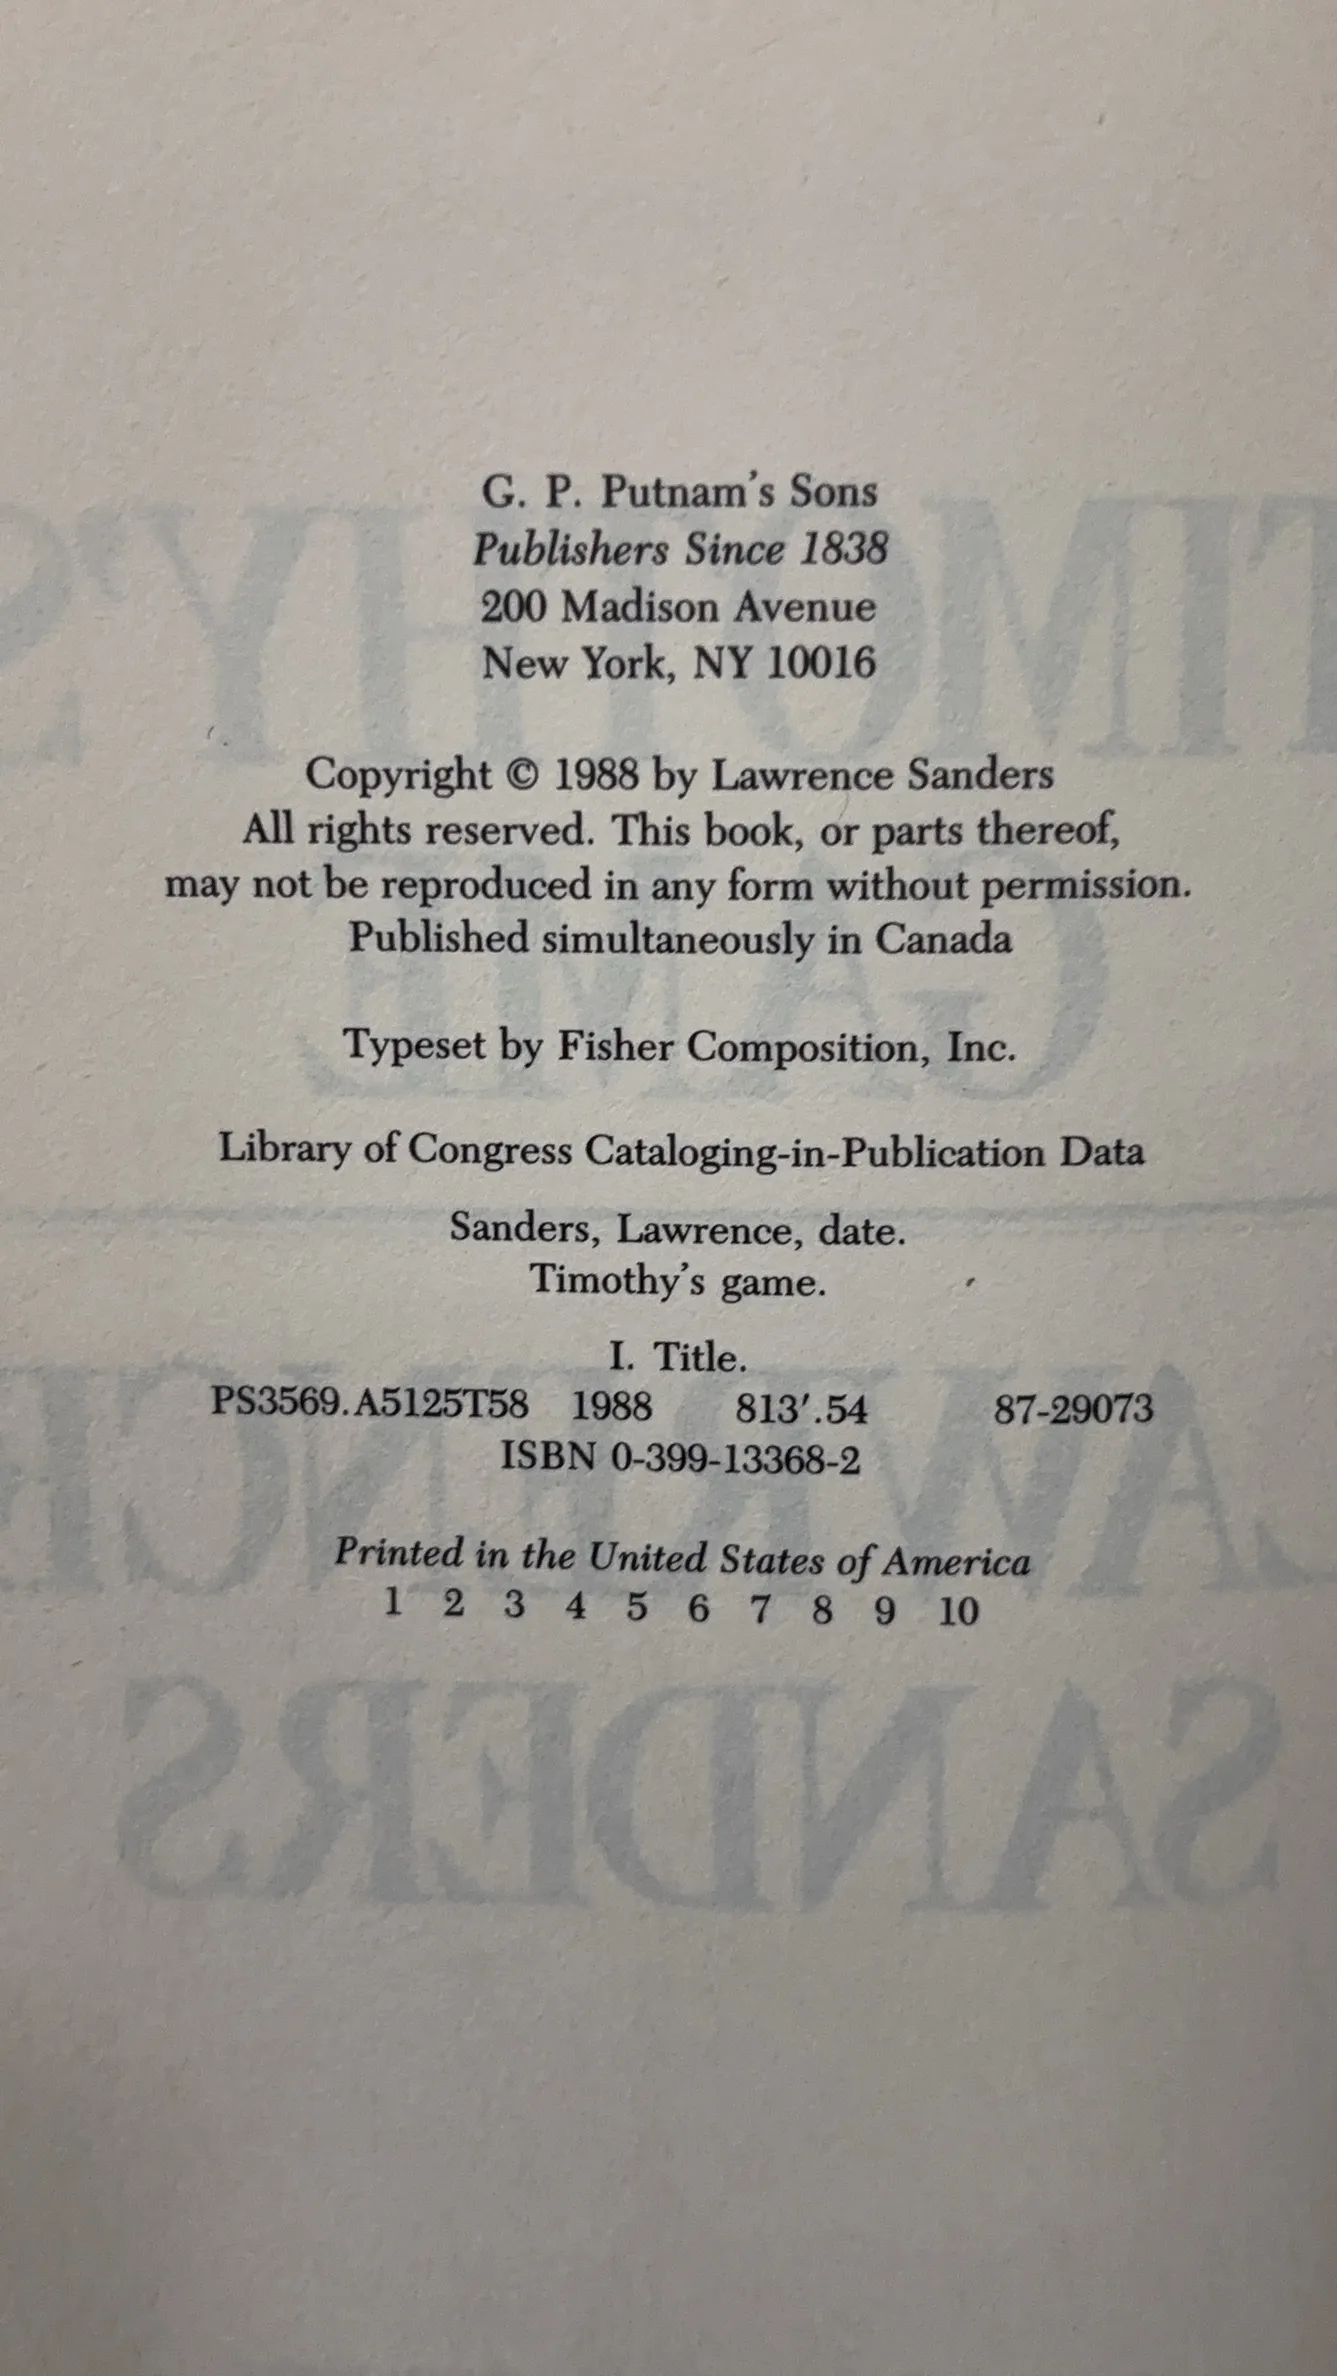 G. P. Putnam's Sons
Publishers Since 1838
200 Madison Avenue
New York, NY 10016
Copyright © 1988 by Lawrence Sanders
All rights reserved. This book, or parts thereof,
may not be reproduced in any form without permission.
Published simultaneously in Canada
Typeset by Fisher Composition, Inc.
Library of Congress Cataloging-in-Publication Data
Sanders, Lawrence, date.
Timothy's game.
I. Title.
PS3569.A5125T58 1988 813'.54 87-29073
ISBN 0-399-13368-2
Printed in the United States of America
1 2 3 4 5 6 7 8 9 10